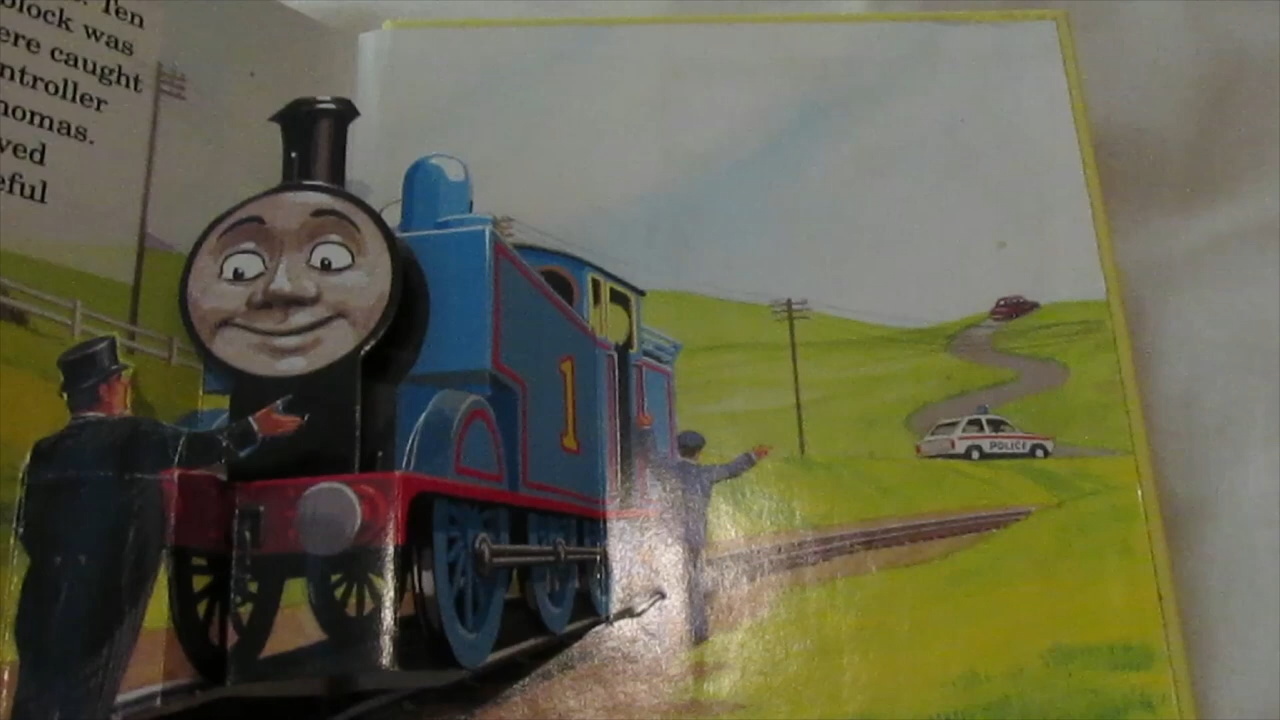 Ten
block was
ere caught
ntroller
homas.
ved
eful
1
POLICE